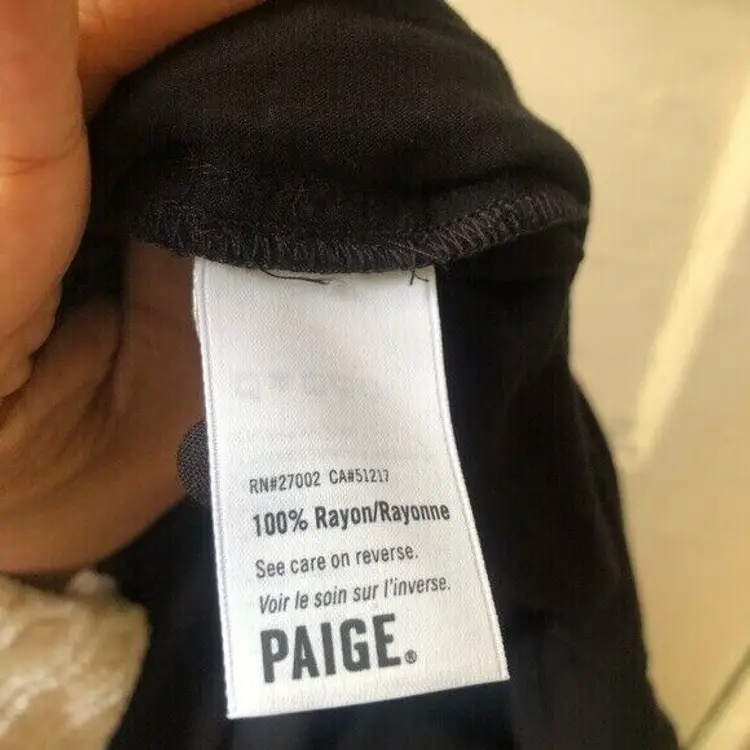 RN#27002 CA#51217
100% Rayon/Rayonne
See care on reverse.
Voir le soin sur l'inverse.
PAIGE®